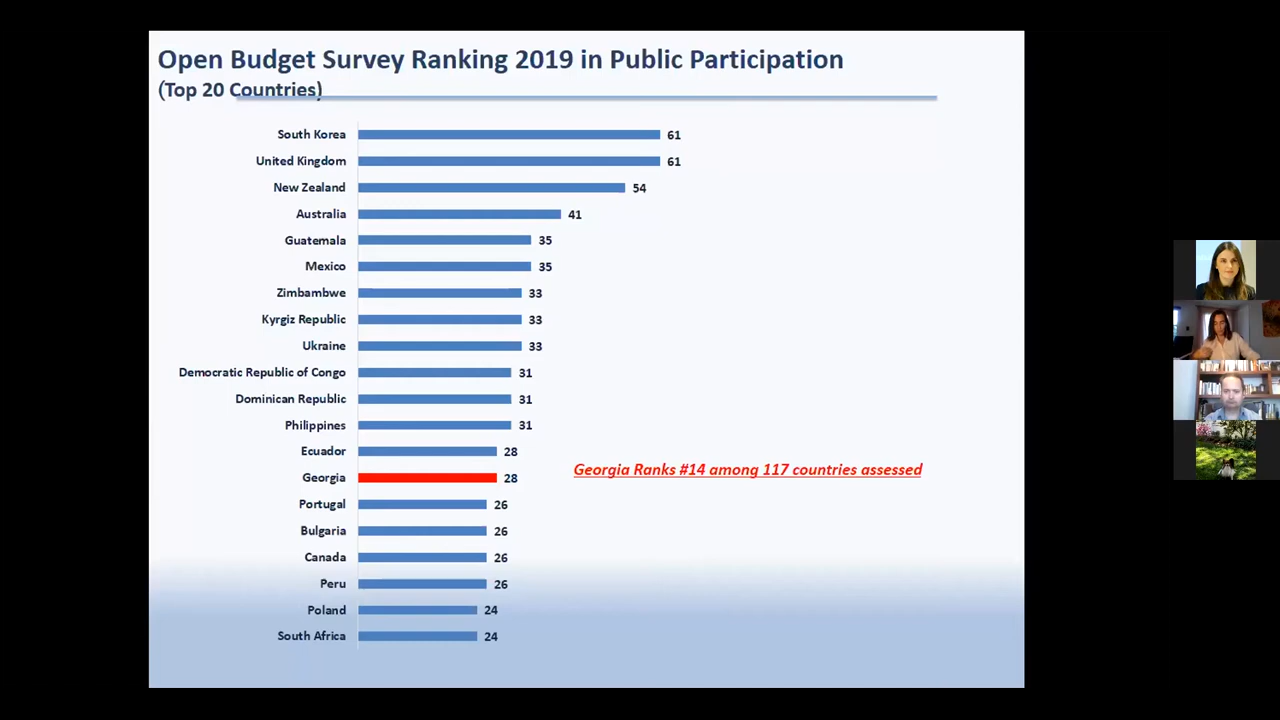 Open Budget Survey Ranking 2019 in Public Participation
(Top 20 Countries)
South Korea 61
United Kingdom 61
New Zealand 54
Australia 41
Guatemala 35
Mexico 35
Zimbambwe 33
Kyrgiz Republic 33
Ukraine 33
Democratic Republic of Congo 31
Dominican Republic 31
Philippines 31
Ecuador 28
Georgia Ranks #14 among 117 countries assessed
Georgia 28
Portugal 26
Bulgaria 26
Canada 26
Peru 26
Poland 24
South Africa 24